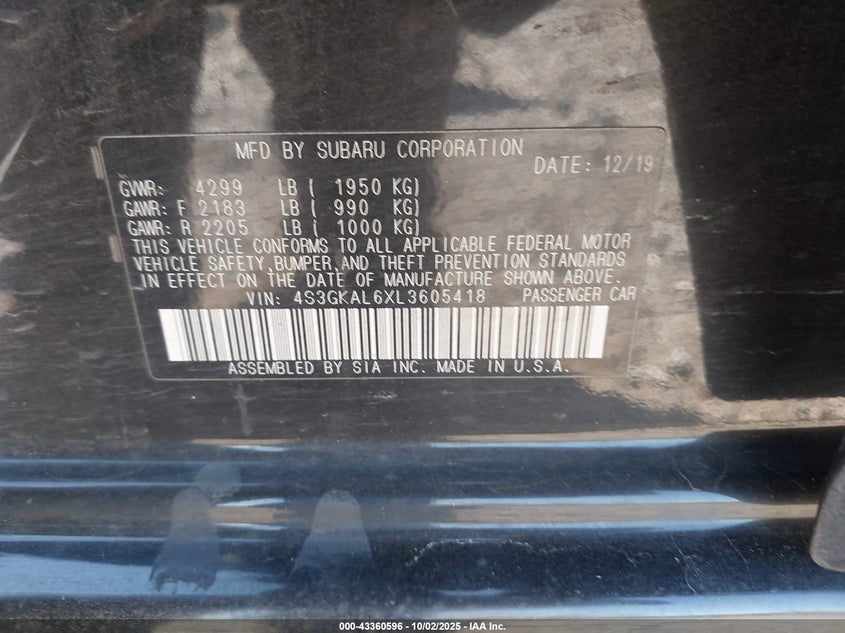 MFD BY SUBARU CORPORATION DATE: 12/19
GVWR: 4299 LB ( 1950 KG)
GAWR: F 2183 LB ( 990 KG)
GAWR: R 2205 LB ( 1000 KG)
THIS VEHICLE CONFORMS TO ALL APPLICABLE FEDERAL MOTOR
VEHICLE SAFETY,BUMPER,AND THEFT PREVENTION STANDARDS
IN EFFECT ON THE DATE OF MANUFACTURE SHOWN ABOVE.
VIN: 4S3GKAL6XL3605418 PASSENGER CAR
ASSEMBLED BY SIA INC. MADE IN U.S.A.
000-43360596 - 10/02/2025 - IAA Inc.